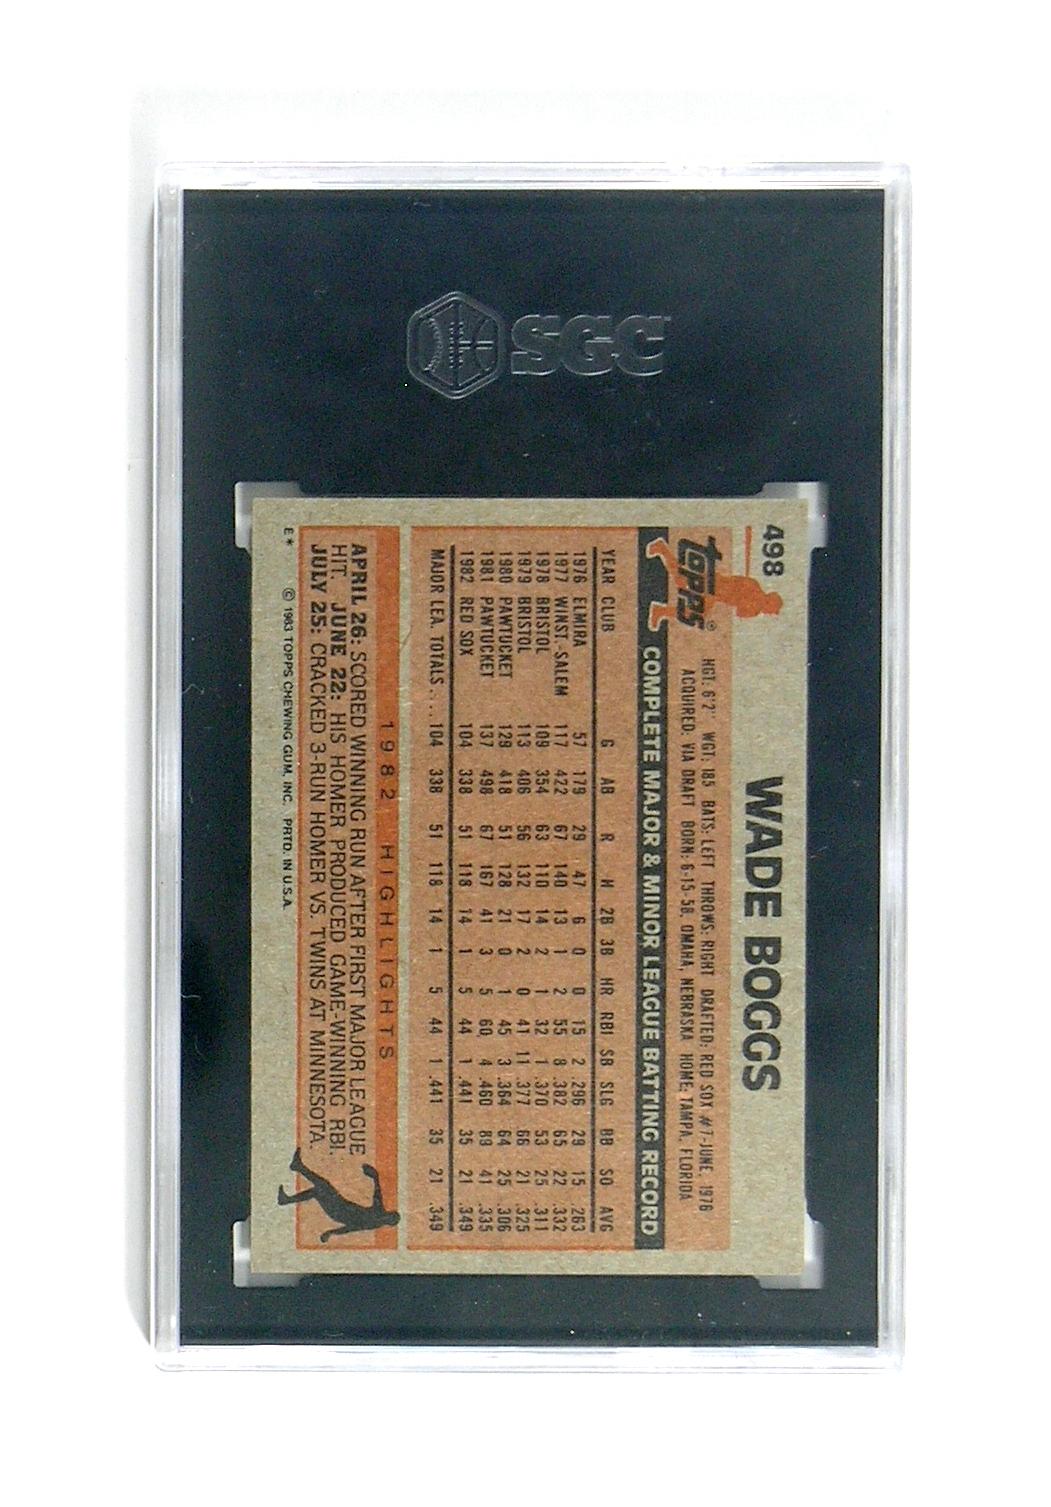 SGC
498
WADE BOGGS
topps®
HGT: 6'2" WGT: 185 BATS: LEFT THROWS: RIGHT DRAFTED: RED SOX #7-JUNE, 1976
ACQUIRED: VIA DRAFT BORN: 6-15-58, OMAHA, NEBRASKA HOME: TAMPA, FLORIDA
COMPLETE MAJOR & MINOR LEAGUE BATTING RECORD
YEAR CLUB G AB R H 2B 3B HR RBI SB SLG BB SO AVG
1976 ELMIRA 57 179 29 47 6 0 0 15 2 .296 29 15 .263
1977 WINST.-SALEM 117 422 67 140 13 1 2 55 8 .382 65 22 .332
1978 BRISTOL 109 354 63 110 14 2 1 32 1 .370 53 25 .311
1979 BRISTOL 113 406 56 132 17 2 0 41 11 .377 66 21 .325
1980 PAWTUCKET 129 418 51 128 21 0 1 45 3 .364 64 25 .306
1981 PAWTUCKET 137 498 67 167 41 3 5 60 4 .460 89 41 .335
1982 RED SOX 104 338 51 118 14 1 5 44 1 .441 35 21 .349
MAJOR LEA. TOTALS... 104 338 51 118 14 1 5 44 1 .441 35 21 .349
1982 HIGHLIGHTS
APRIL 26: SCORED WINNING RUN AFTER FIRST MAJOR LEAGUE
HIT. JUNE 22: HIS HOMER PRODUCED GAME-WINNING RBI.
JULY 25: CRACKED 3-RUN HOMER VS. TWINS AT MINNESOTA.
E* © 1983 TOPPS CHEWING GUM, INC. PRTD. IN U.S.A.